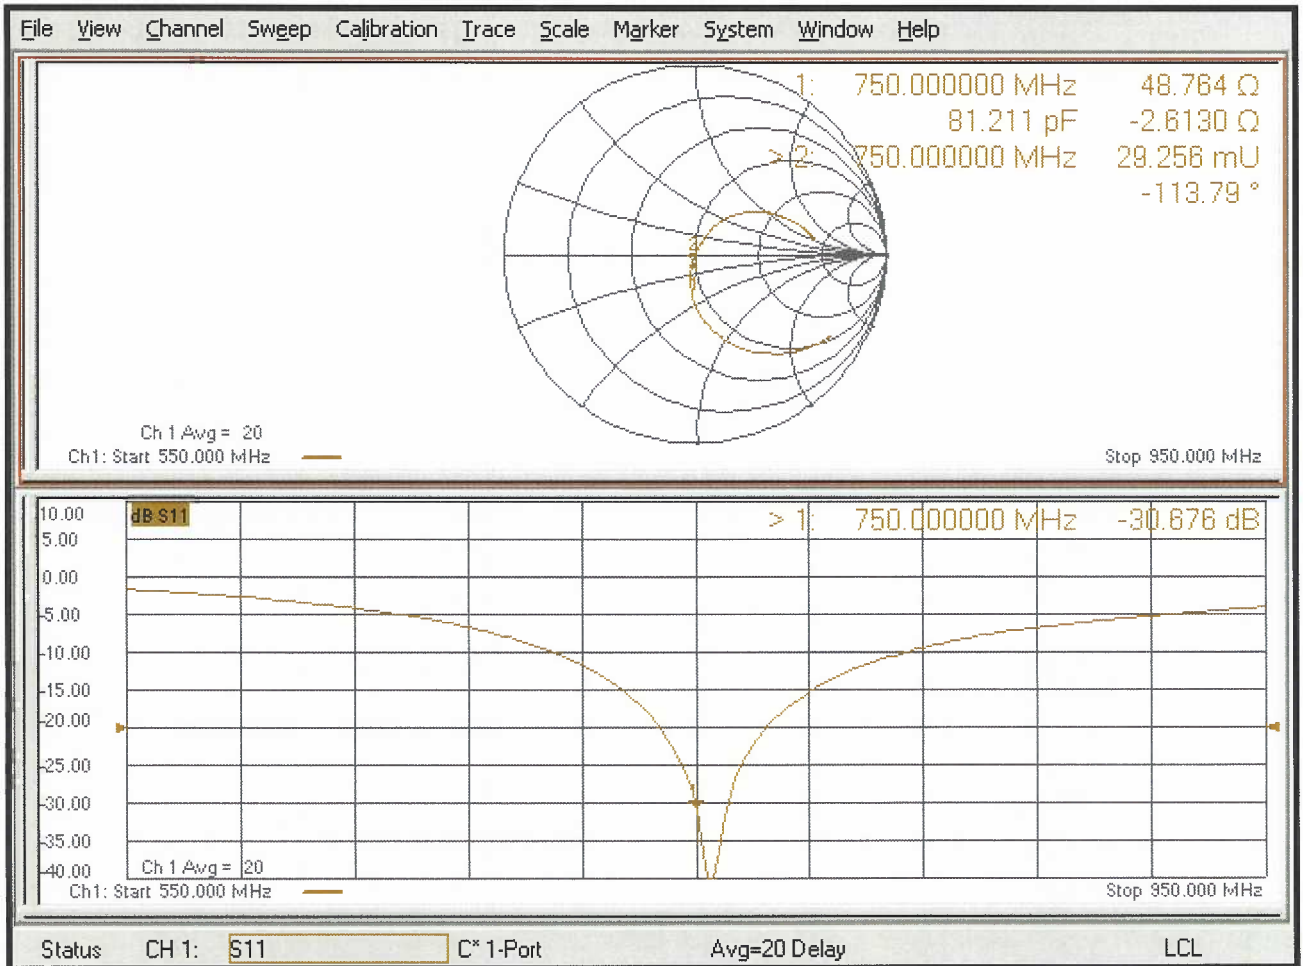 File View Channel Sweep Calibration Trace Scale Marker System Window Help
1: 750.000000 MHz 48.764 Ω
81.211 pF -2.6130 Ω
> 2: 750.000000 MHz 29.256 mU
-113.79 °
Ch 1 Avg = 20
Ch1: Start 550.000 MHz
Stop 950.000 MHz
dB S11
> 1: 750.000000 MHz -30.676 dB
10.00
5.00
0.00
-5.00
-10.00
-15.00
-20.00
-25.00
-30.00
-35.00
-40.00
Ch 1 Avg = 20
Ch1: Start 550.000 MHz
Stop 950.000 MHz
Status CH 1: S11 C* 1-Port Avg=20 Delay LCL